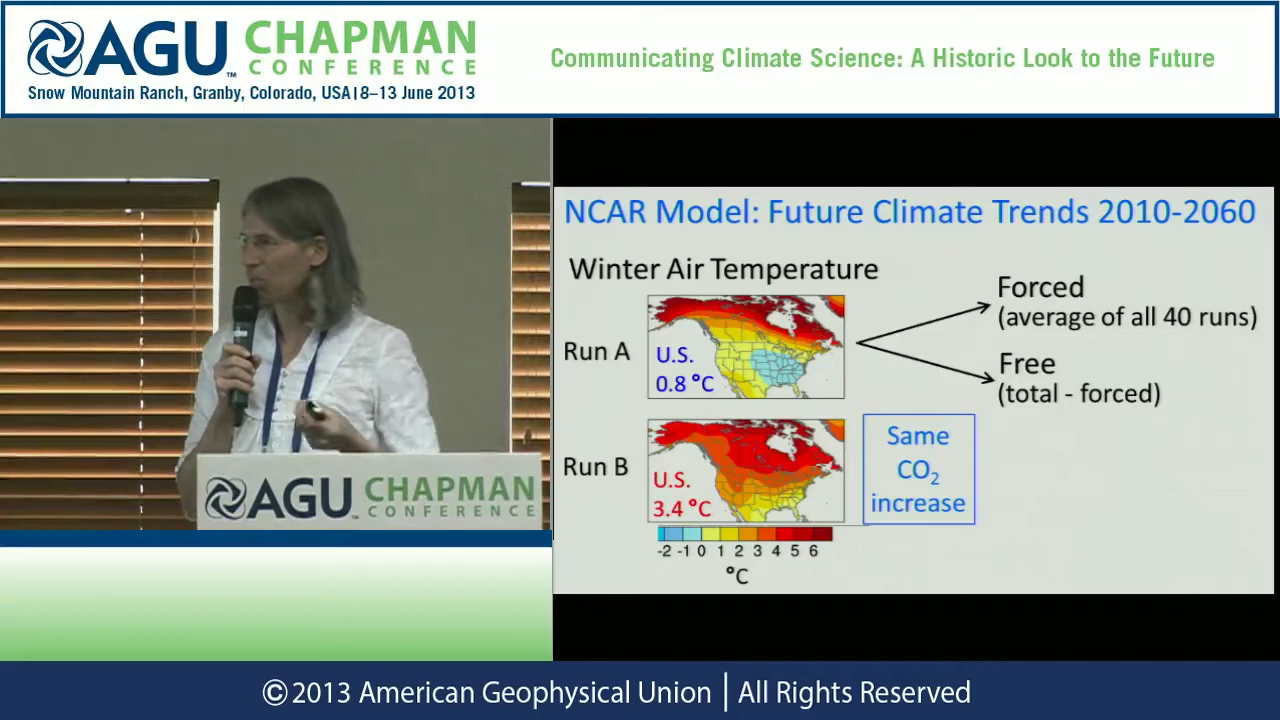 AGU CHAPMAN
™ CONFERENCE
Snow Mountain Ranch, Granby, Colorado, USA | 8–13 June 2013
Communicating Climate Science: A Historic Look to the Future
AGU CHAPMAN
CONFERENCE
NCAR Model: Future Climate Trends 2010-2060
Winter Air Temperature
Run A
U.S.
0.8 °C
Forced
(average of all 40 runs)
Free
(total - forced)
Run B
U.S.
3.4 °C
Same
CO₂
increase
-2 -1 0 1 2 3 4 5 6
°C
©2013 American Geophysical Union | All Rights Reserved